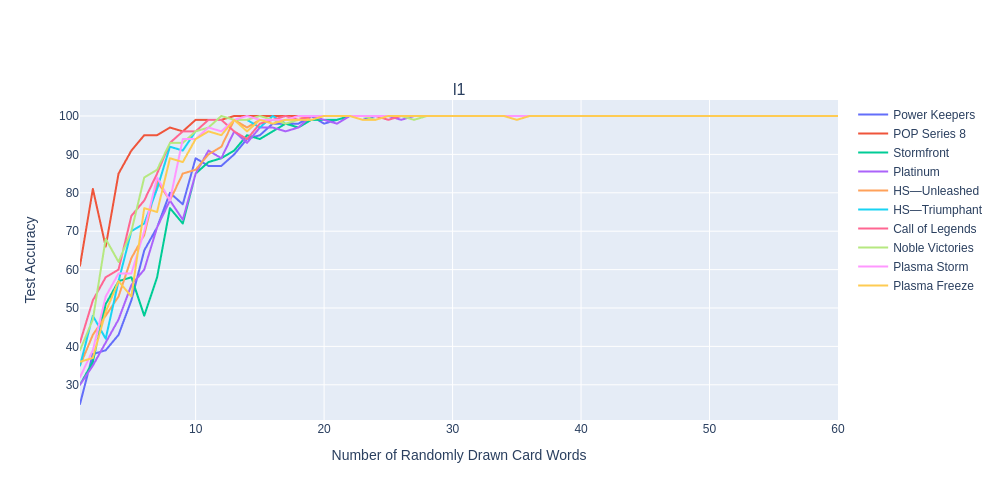 l1
100
90
80
70
60
50
40
30
Test Accuracy
10
20
30
40
50
60
Number of Randomly Drawn Card Words
Power Keepers
POP Series 8
Stormfront
Platinum
HS—Unleashed
HS—Triumphant
Call of Legends
Noble Victories
Plasma Storm
Plasma Freeze